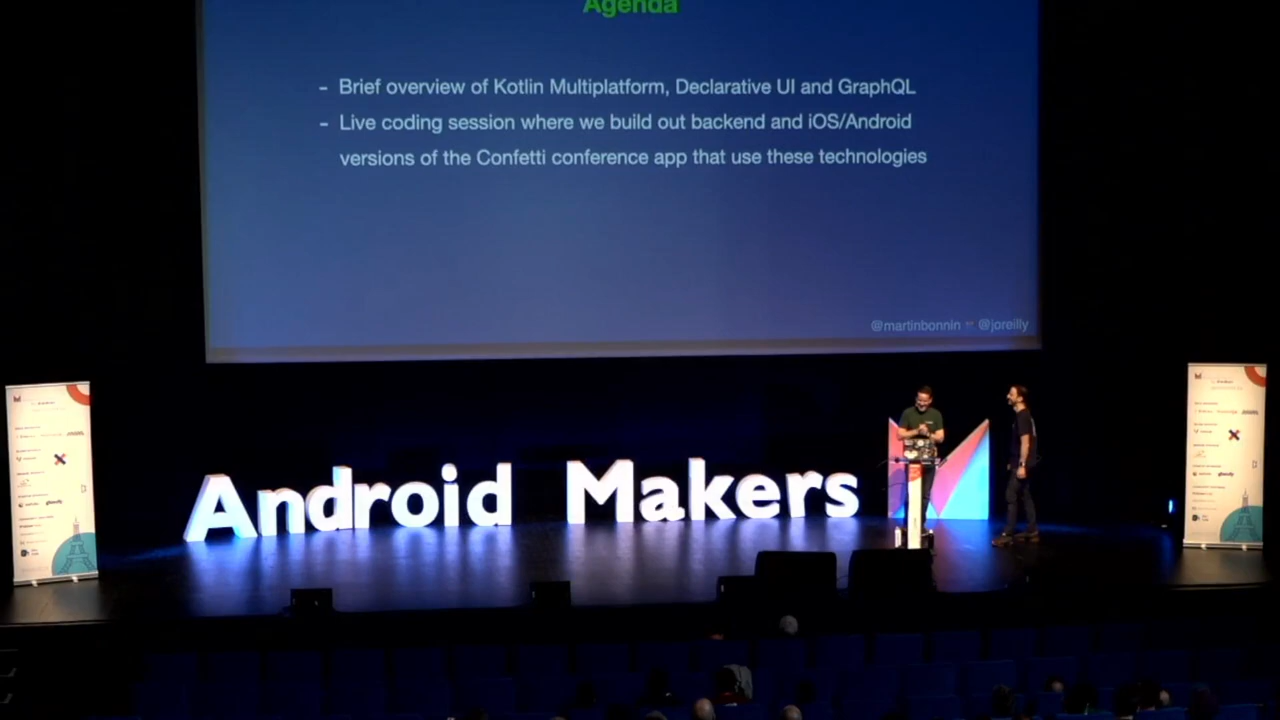 Agenda
- Brief overview of Kotlin Multiplatform, Declarative UI and GraphQL
- Live coding session where we build out backend and iOS/Android
versions of the Confetti conference app that use these technologies
@martinbonnin @joreilly
Android Makers